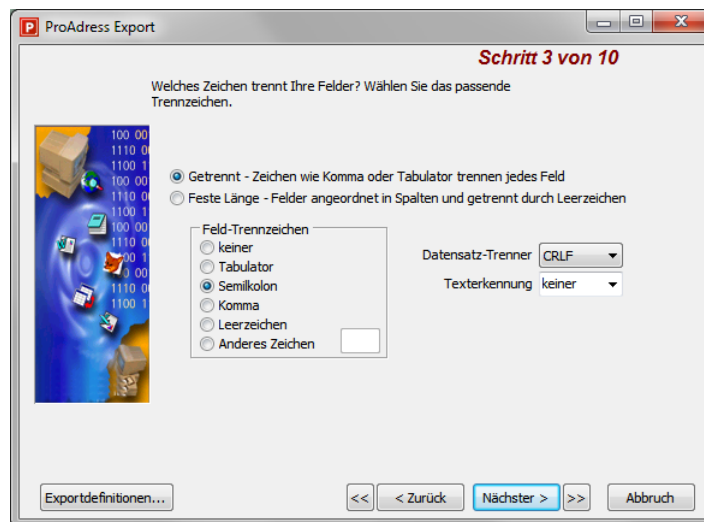 ProAdress Export
Schritt 3 von 10
Welches Zeichen trennt Ihre Felder? Wählen Sie das passende
Trennzeichen.
Getrennt - Zeichen wie Komma oder Tabulator trennen jedes Feld
Feste Länge - Felder angeordnet in Spalten und getrennt durch Leerzeichen
Feld-Trennzeichen
keiner
Tabulator
Semilkolon
Komma
Leerzeichen
Anderes Zeichen
Datensatz-Trenner CRLF
Texterkennung keiner
Exportdefinitionen...
<< < Zurück Nächster > >> Abbruch